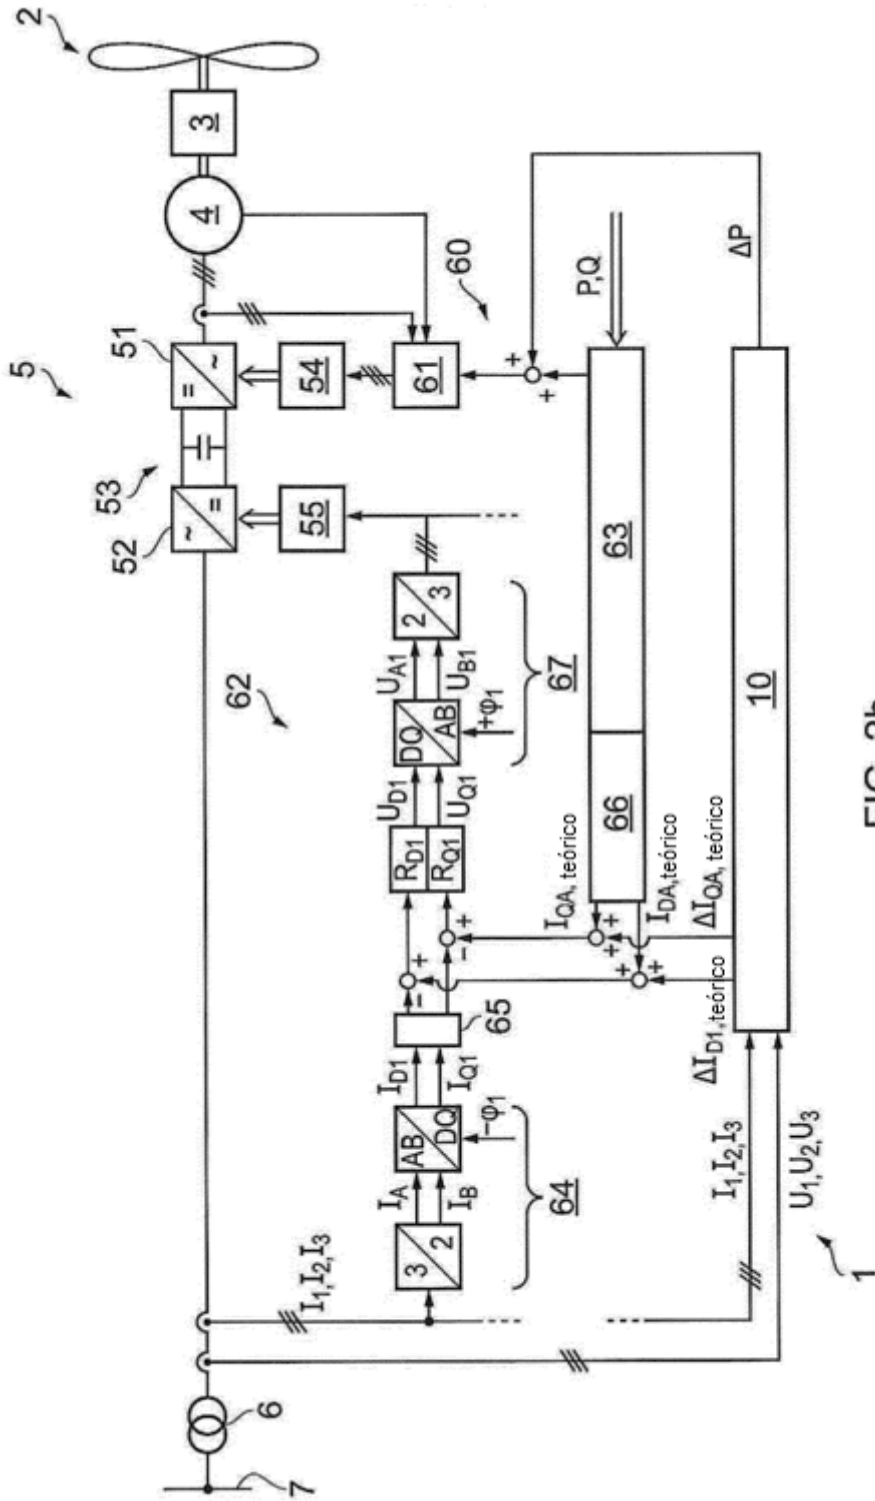 2
3
4
5
51
=
~
52
~
=
53
54
55
60
61
62
I₁,I₂,I₃
6
7
3
2
I_A
I_B
64
AB
DQ
-φ₁
I_D1
I_Q1
65
-
+
-
+
R_D1
R_Q1
U_D1
U_Q1
DQ
AB
+φ₁
U_A1
U_B1
67
2
3
+
+
P,Q
63
66
I_QA, teórico
I_DA,teórico
+
+
+
+
ΔI_D1,teórico
ΔI_QA, teórico
ΔP
10
I₁,I₂,I₃
U₁,U₂,U₃
1